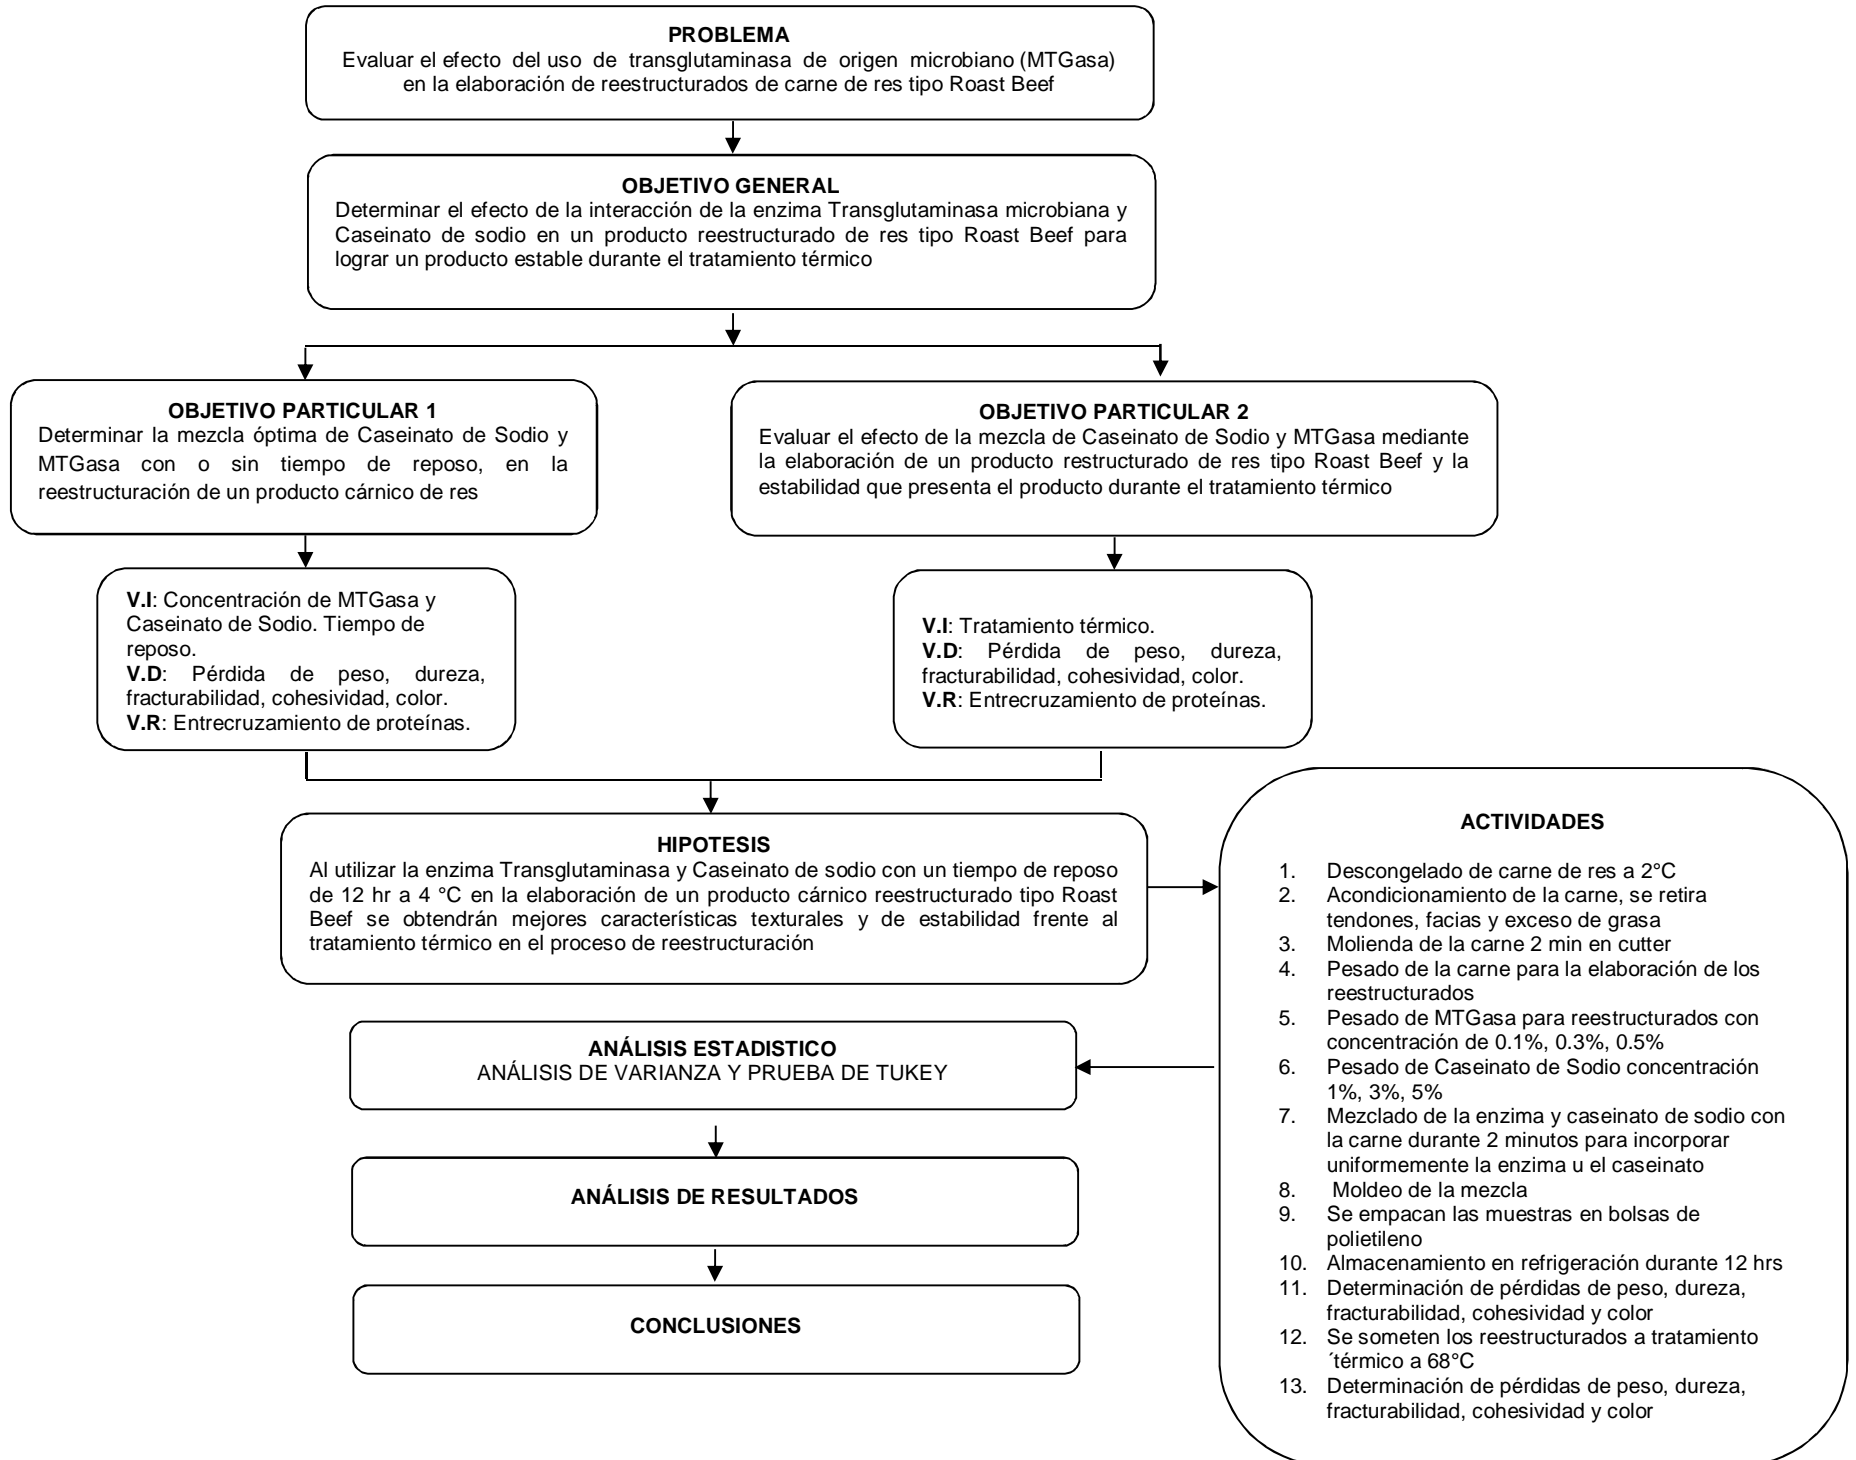 PROBLEMA
Evaluar el efecto del uso de transglutaminasa de origen microbiano (MTGasa)
en la elaboración de reestructurados de carne de res tipo Roast Beef
OBJETIVO GENERAL
Determinar el efecto de la interacción de la enzima Transglutaminasa microbiana y
Caseinato de sodio en un producto reestructurado de res tipo Roast Beef para
lograr un producto estable durante el tratamiento térmico
OBJETIVO PARTICULAR 1
Determinar la mezcla óptima de Caseinato de Sodio y
MTGasa con o sin tiempo de reposo, en la
reestructuración de un producto cárnico de res
OBJETIVO PARTICULAR 2
Evaluar el efecto de la mezcla de Caseinato de Sodio y MTGasa mediante
la elaboración de un producto restructurado de res tipo Roast Beef y la
estabilidad que presenta el producto durante el tratamiento térmico
V.I: Concentración de MTGasa y
Caseinato de Sodio. Tiempo de
reposo.
V.D: Pérdida de peso, dureza,
fracturabilidad, cohesividad, color.
V.R: Entrecruzamiento de proteínas.
V.I: Tratamiento térmico.
V.D: Pérdida de peso, dureza,
fracturabilidad, cohesividad, color.
V.R: Entrecruzamiento de proteínas.
HIPOTESIS
Al utilizar la enzima Transglutaminasa y Caseinato de sodio con un tiempo de reposo
de 12 hr a 4 °C en la elaboración de un producto cárnico reestructurado tipo Roast
Beef se obtendrán mejores características texturales y de estabilidad frente al
tratamiento térmico en el proceso de reestructuración
ACTIVIDADES
1. Descongelado de carne de res a 2°C
2. Acondicionamiento de la carne, se retira
tendones, facias y exceso de grasa
3. Molienda de la carne 2 min en cutter
4. Pesado de la carne para la elaboración de los
reestructurados
5. Pesado de MTGasa para reestructurados con
concentración de 0.1%, 0.3%, 0.5%
6. Pesado de Caseinato de Sodio concentración
1%, 3%, 5%
7. Mezclado de la enzima y caseinato de sodio con
la carne durante 2 minutos para incorporar
uniformemente la enzima u el caseinato
8. Moldeo de la mezcla
9. Se empacan las muestras en bolsas de
polietileno
10. Almacenamiento en refrigeración durante 12 hrs
11. Determinación de pérdidas de peso, dureza,
fracturabilidad, cohesividad y color
12. Se someten los reestructurados a tratamiento
´térmico a 68°C
13. Determinación de pérdidas de peso, dureza,
fracturabilidad, cohesividad y color
ANÁLISIS ESTADISTICO
ANÁLISIS DE VARIANZA Y PRUEBA DE TUKEY
ANÁLISIS DE RESULTADOS
CONCLUSIONES